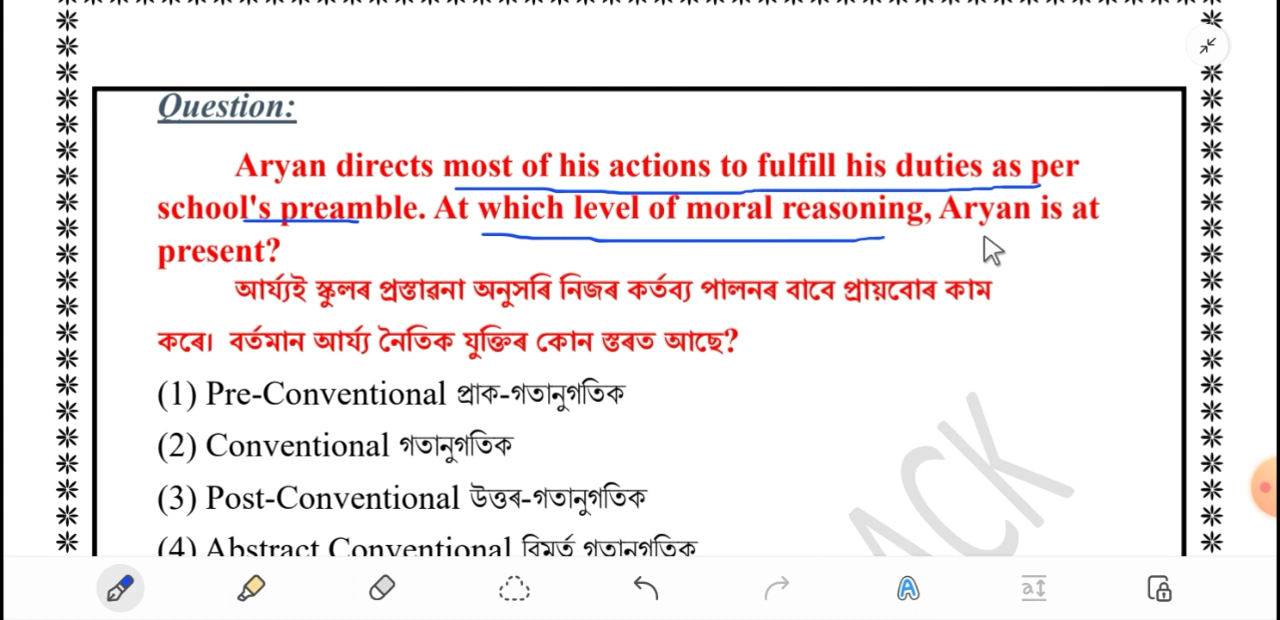 Question:
Aryan directs most of his actions to fulfill his duties as per
school's preamble. At which level of moral reasoning, Aryan is at
present?
আৰ্য্যই স্কুলৰ প্ৰস্তাৱনা অনুসৰি নিজৰ কৰ্তব্য পালনৰ বাবে প্ৰায়বোৰ কাম
কৰে। বৰ্তমান আৰ্য্য নৈতিক যুক্তিৰ কোন স্তৰত আছে?
(1) Pre-Conventional প্ৰাক-গতানুগতিক
(2) Conventional গতানুগতিক
(3) Post-Conventional উত্তৰ-গতানুগতিক
(4) Abstract Conventional বিমূৰ্ত গতানুগতিক
ACK